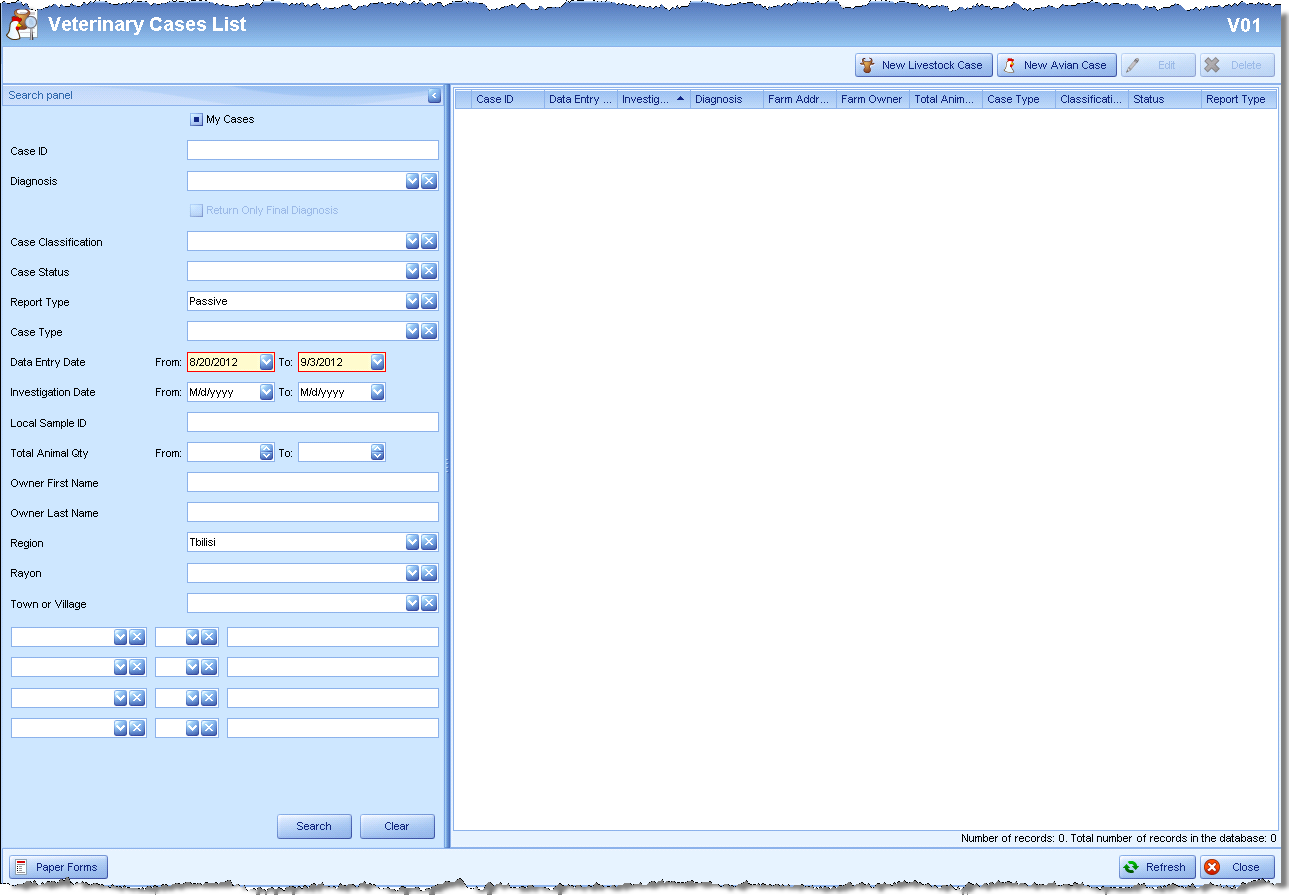 Veterinary Cases List V01
New Livestock Case New Avian Case Edit Delete
Search panel
My Cases
Case ID
Diagnosis
Return Only Final Diagnosis
Case Classification
Case Status
Report Type Passive
Case Type
Data Entry Date From: 8/20/2012 To: 9/3/2012
Investigation Date From: M/d/yyyy To: M/d/yyyy
Local Sample ID
Total Animal Qty From: To:
Owner First Name
Owner Last Name
Region Tbilisi
Rayon
Town or Village
Search Clear
Case ID Data Entry ... Investig... Diagnosis Farm Addr... Farm Owner Total Anim... Case Type Classificati... Status Report Type
Number of records: 0. Total number of records in the database: 0
Paper Forms Refresh Close